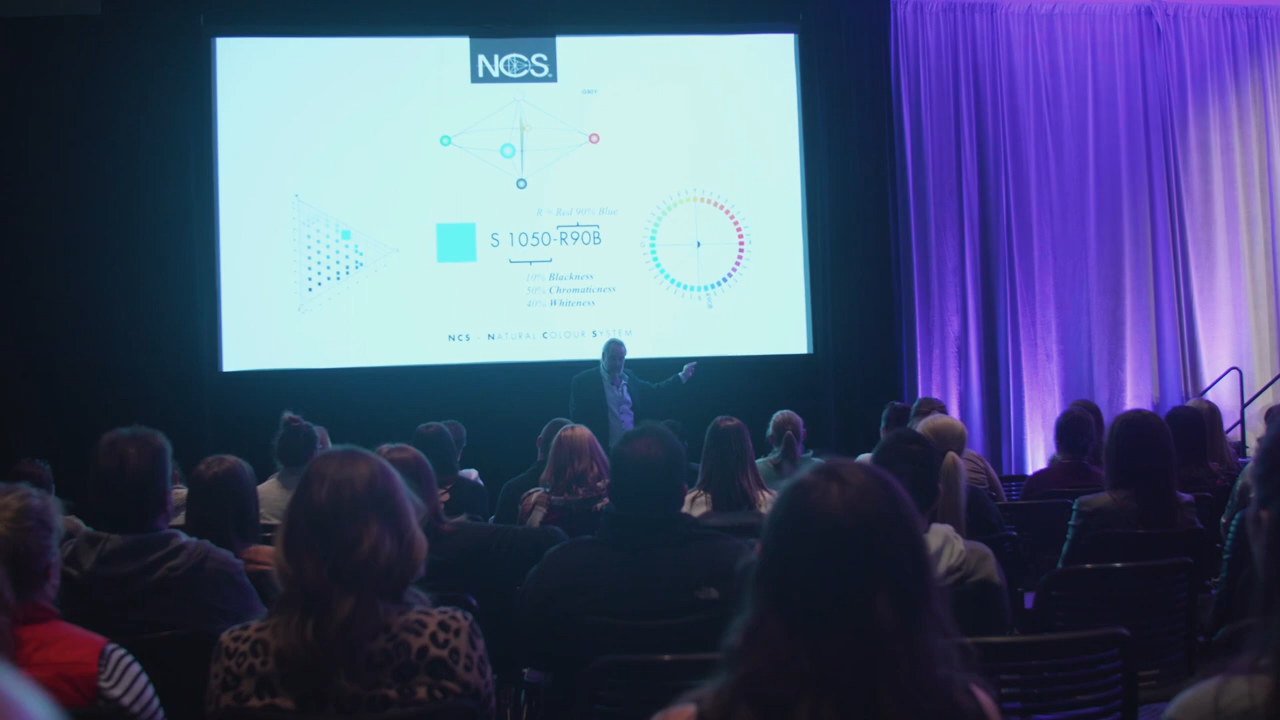 NCS
R = Red 90% Blue
S 1050-R90B
10% Blackness
50% Chromaticness
40% Whiteness
NCS - NATURAL COLOUR SYSTEM